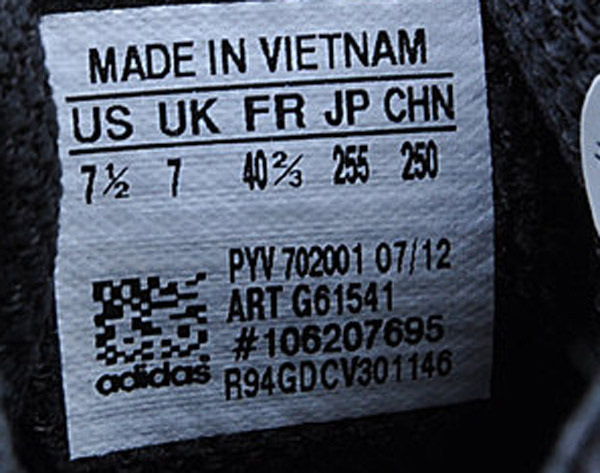 MADE IN VIETNAM
US UK FR JP CHN
7½ 7 40⅔ 255 250
PYV 702001 07/12
ART G61541
#106207695
adidas R94GDCV301146